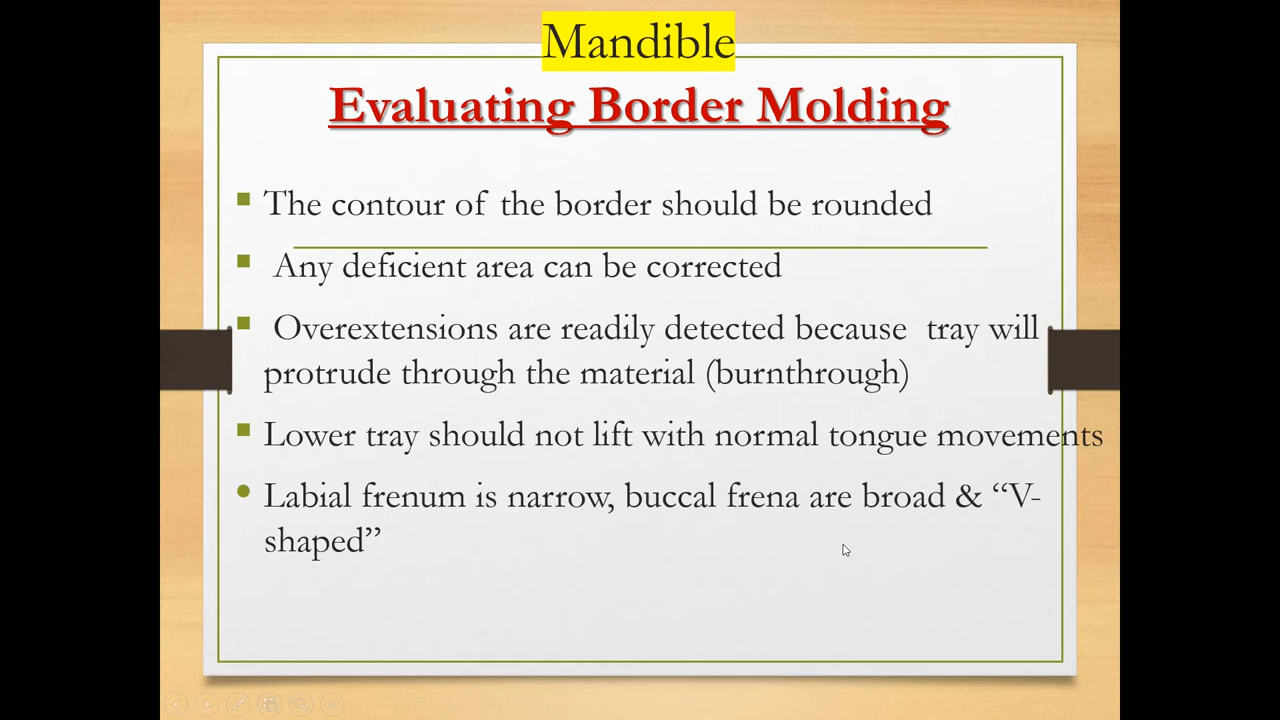 Mandible
Evaluating Border Molding
The contour of the border should be rounded
Any deficient area can be corrected
Overextensions are readily detected because tray will
protrude through the material (burnthrough)
Lower tray should not lift with normal tongue movements
Labial frenum is narrow, buccal frena are broad & “V-
shaped”